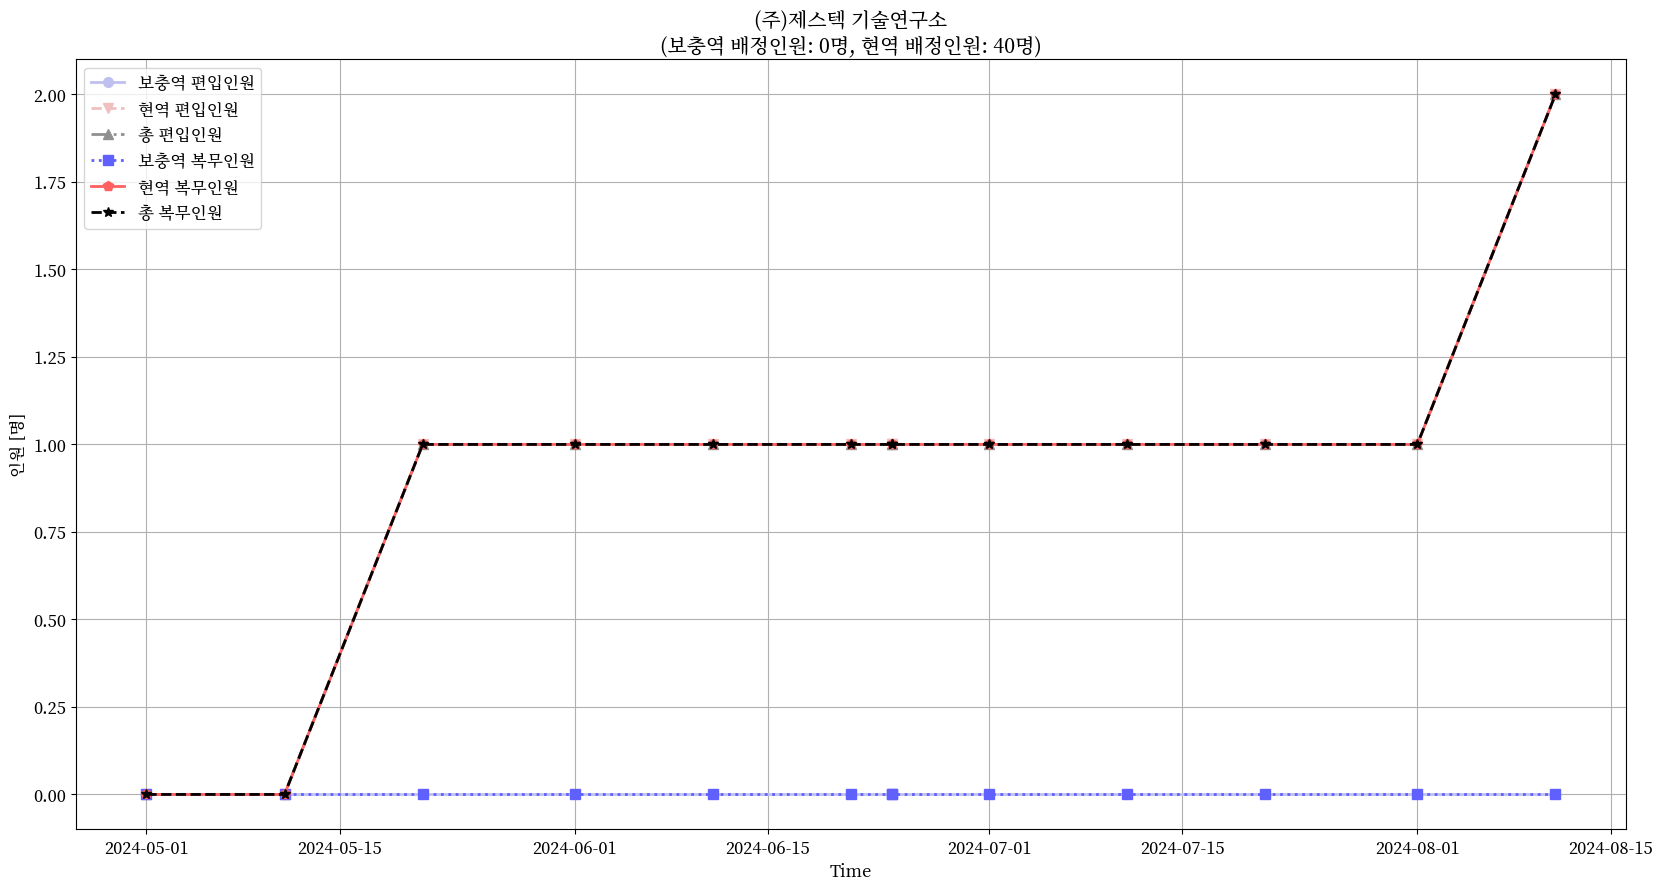 (주)제스텍 기술연구소
(보충역 배정인원: 0명, 현역 배정인원: 40명)
보충역 편입인원
현역 편입인원
총 편입인원
보충역 복무인원
현역 복무인원
총 복무인원
2.00
1.75
1.50
1.25
1.00
0.75
0.50
0.25
0.00
인원 [명]
2024-05-01 2024-05-15 2024-06-01 2024-06-15 2024-07-01 2024-07-15 2024-08-01 2024-08-15
Time